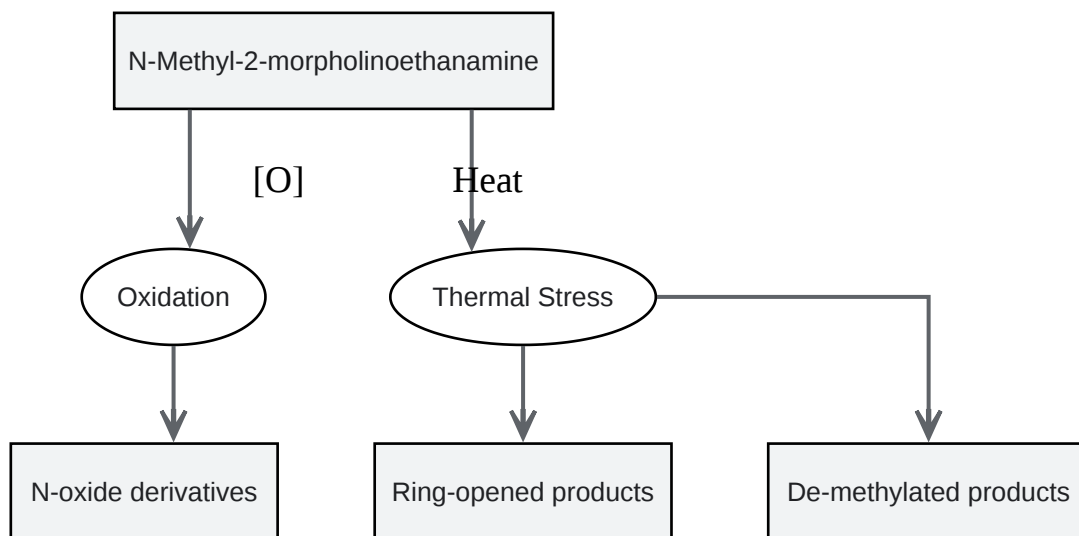 N-Methyl-2-morpholinoethanamine
[O]
Heat
Oxidation
Thermal Stress
N-oxide derivatives
Ring-opened products
De-methylated products